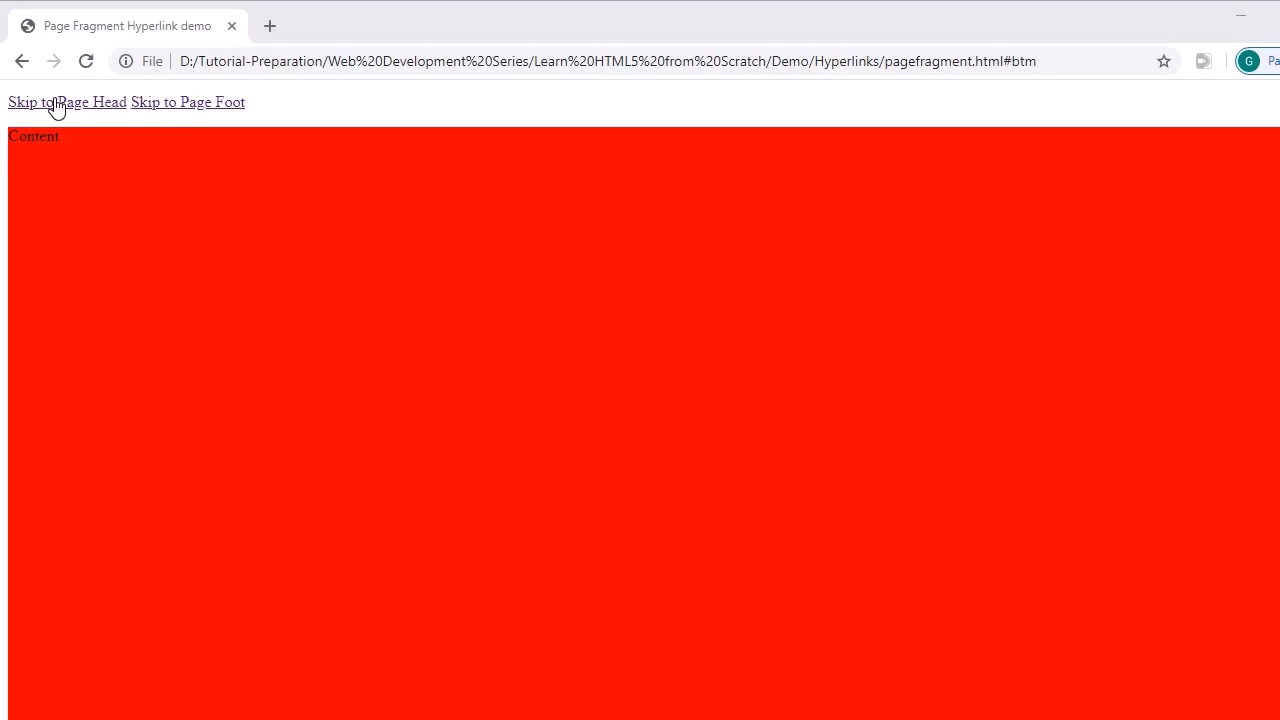 Page Fragment Hyperlink demo
File D:/Tutorial-Preparation/Web%20Development%20Series/Learn%20HTML5%20from%20Scratch/Demo/Hyperlinks/pagefragment.html#btm
G Pa
Skip to Page Head Skip to Page Foot
Content